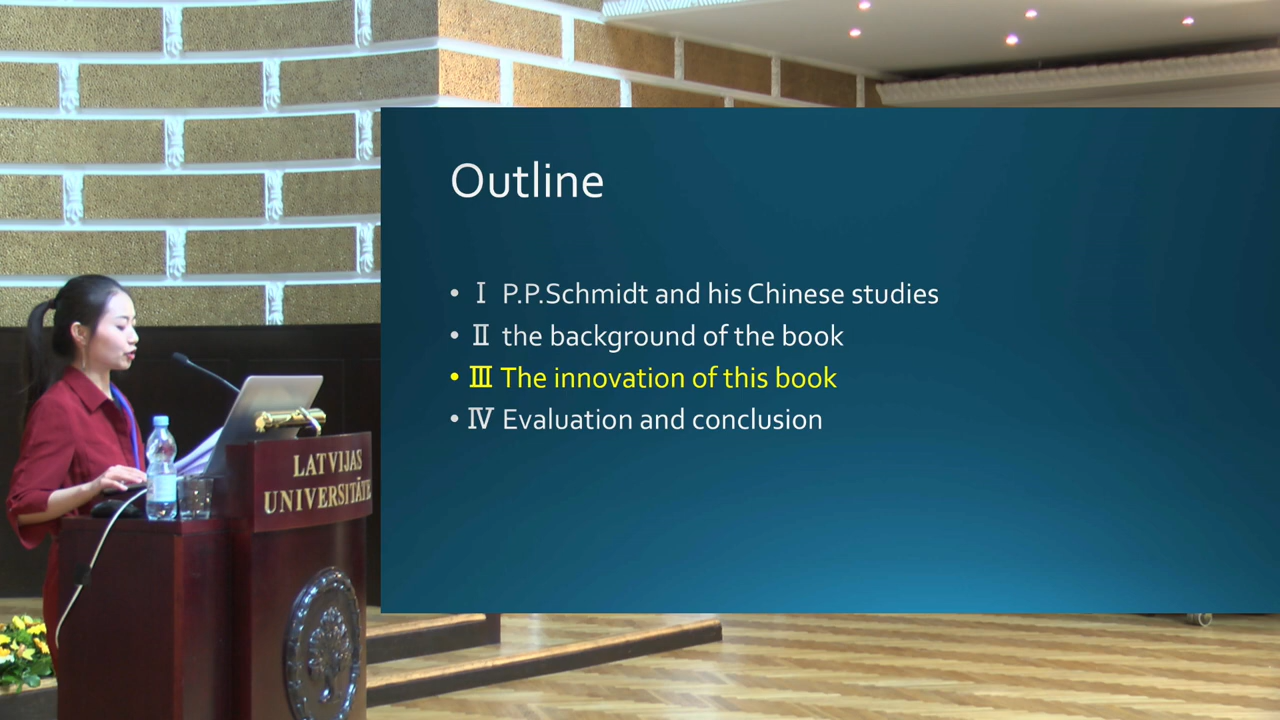 Outline
• Ⅰ P.P.Schmidt and his Chinese studies
• Ⅱ the background of the book
• Ⅲ The innovation of this book
• Ⅳ Evaluation and conclusion
LATVIJAS
UNIVERSITĀTE